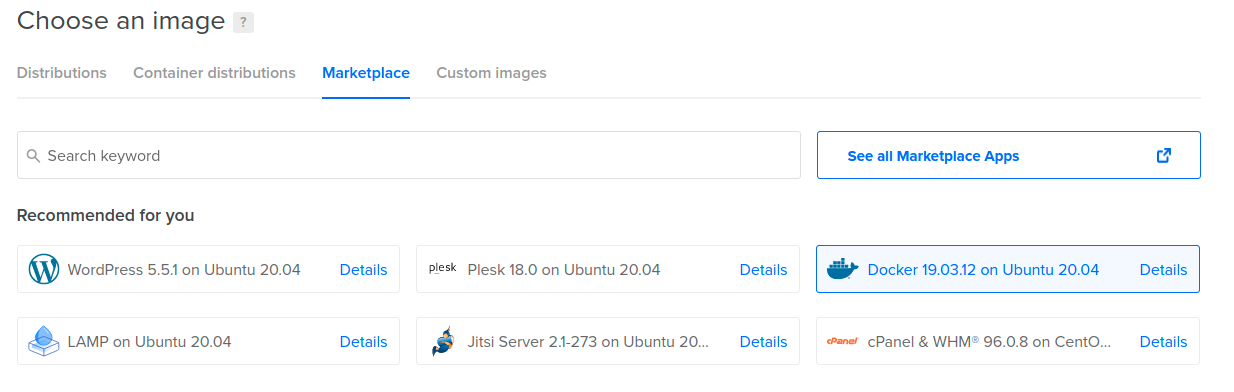 Choose an image ?
Distributions Container distributions Marketplace Custom images
Search keyword See all Marketplace Apps
Recommended for you
WordPress 5.5.1 on Ubuntu 20.04 Details plesk Plesk 18.0 on Ubuntu 20.04 Details Docker 19.03.12 on Ubuntu 20.04 Details
LAMP on Ubuntu 20.04 Details Jitsi Server 2.1-273 on Ubuntu 20... Details cPanel cPanel & WHM® 96.0.8 on CentO... Details